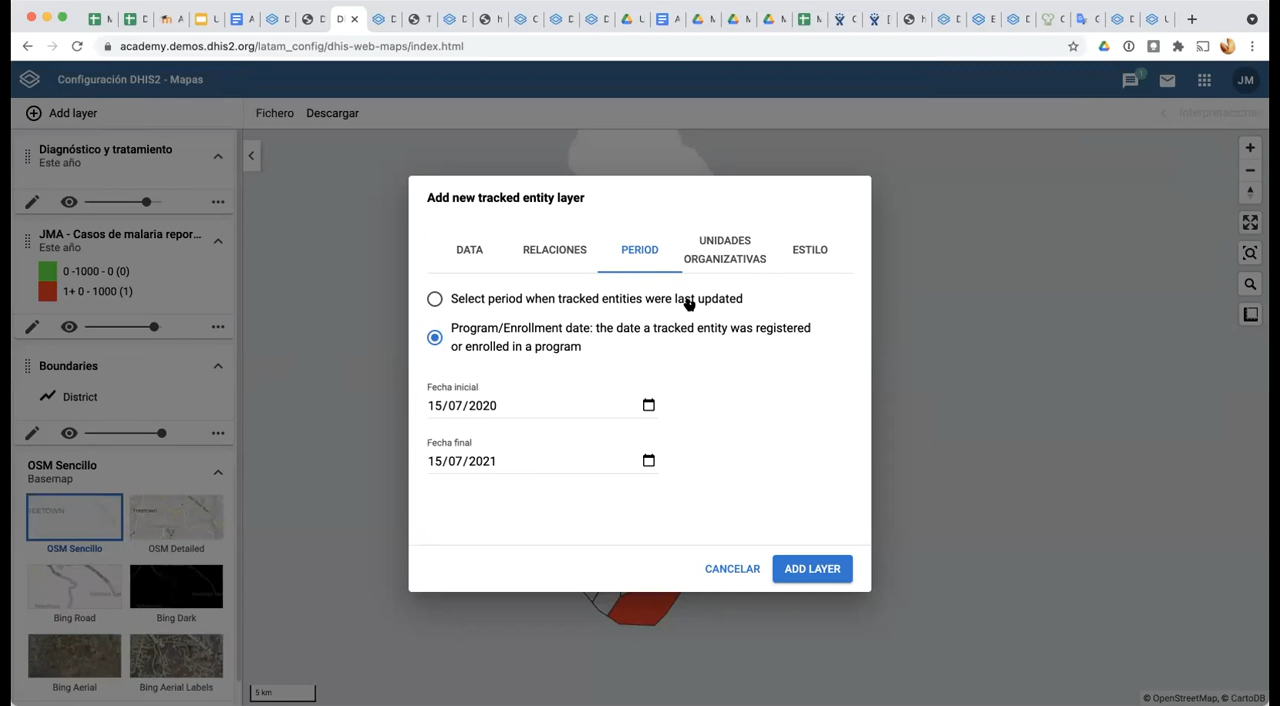 academy.demos.dhis2.org/latam_config/dhis-web-maps/index.html
Configuración DHIS2 - Mapas
1
JM
Add layer
Fichero
Descargar
Diagnóstico y tratamiento
Este año
JMA - Casos de malaria repor...
Este año
0 -1000 - 0 (0)
1+ 0 - 1000 (1)
Boundaries
District
OSM Sencillo
Basemap
OSM Sencillo
OSM Detailed
Bing Road
Bing Dark
Bing Aerial
Bing Aerial Labels
Add new tracked entity layer
DATA
RELACIONES
PERIOD
UNIDADES
ORGANIZATIVAS
ESTILO
Select period when tracked entities were last updated
Program/Enrollment date: the date a tracked entity was registered
or enrolled in a program
Fecha inicial
15/07/2020
Fecha final
15/07/2021
CANCELAR
ADD LAYER
5 km
© OpenStreetMap, © CartoDB